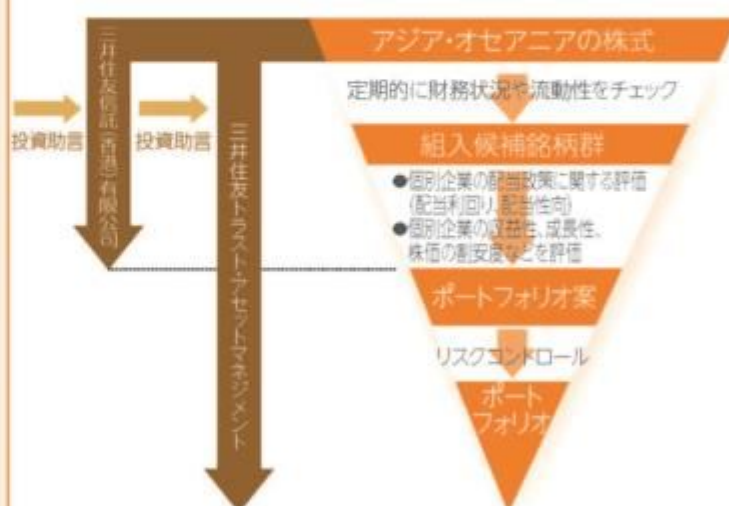 アジア・オセアニアの株式
定期的に財務状況や流動性をチェック
組入候補銘柄群
●個別企業の配当政策に関する評価
(配当利回り、配当性向)
●個別企業の収益性、成長性、
株価の割安度などを評価
ポートフォリオ案
リスクコントロール
ポート
フォリオ
投資助言
三井住友信託(香港)有限公司
投資助言
三井住友トラスト・アセットマネジメント